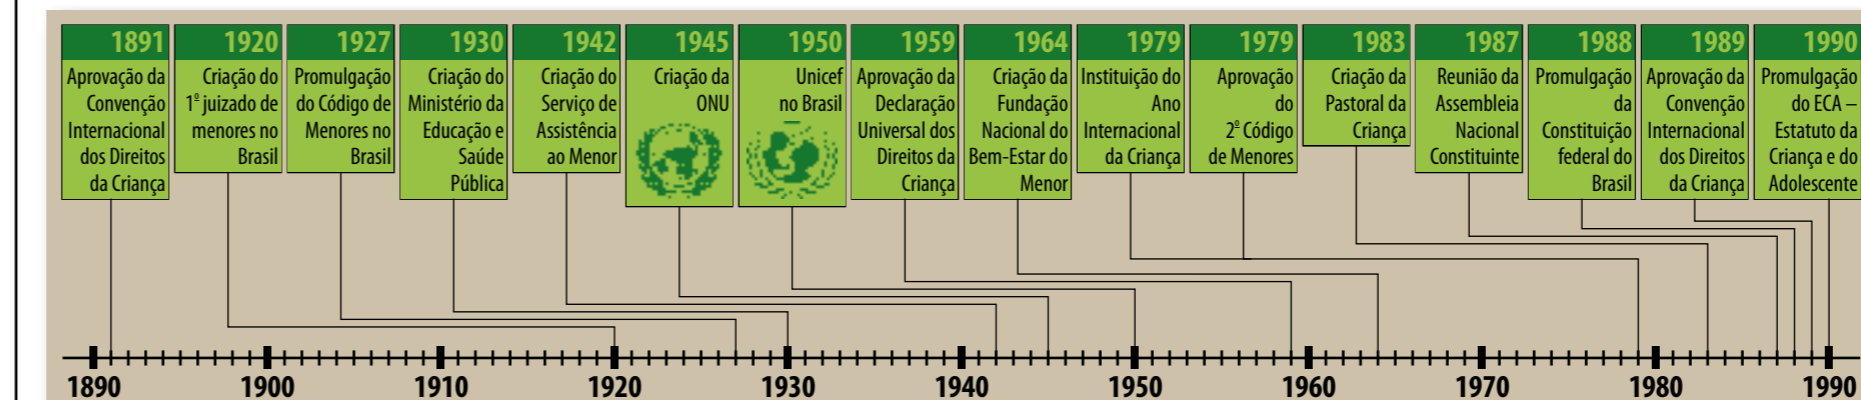 1891
Aprovação da
Convenção
Internacional
dos Direitos
da Criança
1920
Criação do
1º juizado de
menores no
Brasil
1927
Promulgação
do Código de
Menores no
Brasil
1930
Criação do
Ministério da
Educação e
Saúde
Pública
1942
Criação do
Serviço de
Assistência
ao Menor
1945
Criação da
ONU
1950
Unicef
no Brasil
1959
Aprovação da
Declaração
Universal dos
Direitos da
Criança
1964
Criação da
Fundação
Nacional do
Bem-Estar do
Menor
1979
Instituição do
Ano
Internacional
da Criança
1979
Aprovação
do
2º Código
de Menores
1983
Criação da
Pastoral da
Criança
1987
Reunião da
Assembleia
Nacional
Constituinte
1988
Promulgação
da
Constituição
federal do
Brasil
1989
Aprovação da
Convenção
Internacional
dos Direitos
da Criança
1990
Promulgação
do ECA –
Estatuto da
Criança e do
Adolescente
1890 1900 1910 1920 1930 1940 1950 1960 1970 1980 1990